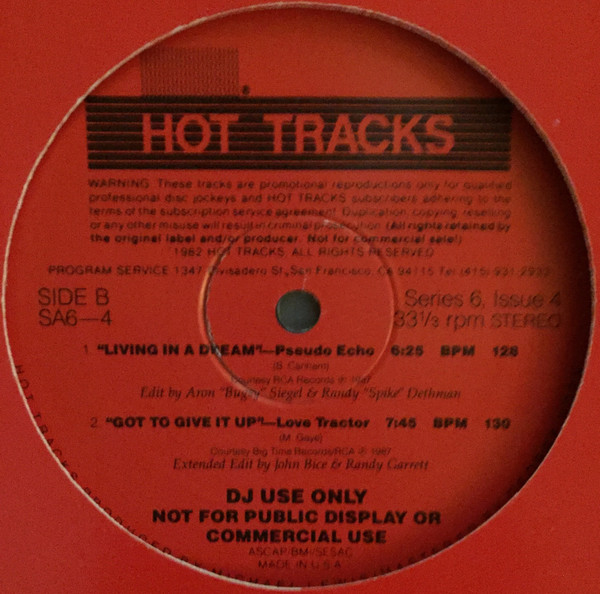 ®
HOT TRACKS
WARNING: These tracks are promotional reproductions only for qualified
professional disc jockeys and HOT TRACKS subscribers adhering to the
terms of the subscription service agreement. Duplication, copying, reselling
or any other misuse will result in criminal prosecution. (All rights retained by
the original label and/or producer. Not for commercial sale!)
1982 HOT TRACKS, ALL RIGHTS RESERVED
PROGRAM SERVICE 1347 Divisadero St., San Francisco, Ca 94115 Tel (415) 931-2932
SIDE B
SA6—4
Series 6, Issue 4
33⅓ rpm STEREO
1. "LIVING IN A DREAM"—Pseudo Echo 6:25 BPM 128
(B. Canham)
Courtesy RCA Records ℗ 1987
Edit by Aron "Bugsy" Siegel & Randy "Spike" Dethman
2. "GOT TO GIVE IT UP"—Love Tractor 7:45 BPM 130
(M. Gaye)
Courtesy Big Time Records/RCA ℗ 1987
Extended Edit by John Bice & Randy Garrett
DJ USE ONLY
NOT FOR PUBLIC DISPLAY OR
COMMERCIAL USE
ASCAP/BMI/SESAC
MADE IN U.S.A.
HOT TRACKS PRODUCED BY